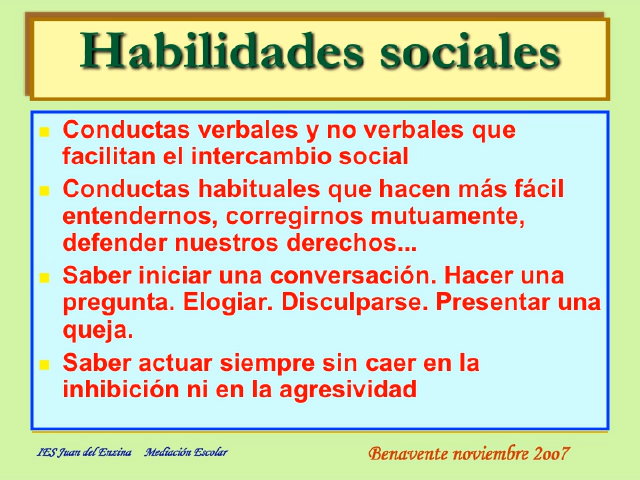 Habilidades sociales
Conductas verbales y no verbales que
facilitan el intercambio social
Conductas habituales que hacen más fácil
entendernos, corregirnos mutuamente,
defender nuestros derechos...
Saber iniciar una conversación. Hacer una
pregunta. Elogiar. Disculparse. Presentar una
queja.
Saber actuar siempre sin caer en la
inhibición ni en la agresividad
IES Juan del Enzina Mediación Escolar
Benavente noviembre 2007